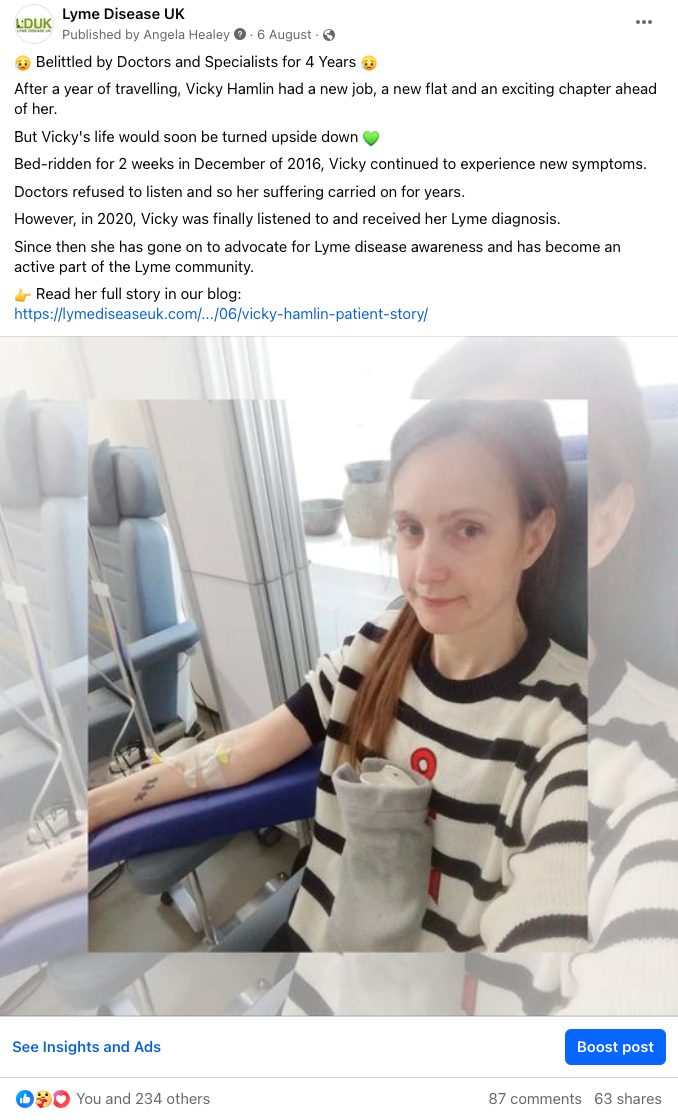 LDUK
LYME DISEASE UK
Lyme Disease UK
Published by Angela Healey · 6 August ·
😥 Belittled by Doctors and Specialists for 4 Years 😥
After a year of travelling, Vicky Hamlin had a new job, a new flat and an exciting chapter ahead
of her.
But Vicky's life would soon be turned upside down 💚
Bed-ridden for 2 weeks in December of 2016, Vicky continued to experience new symptoms.
Doctors refused to listen and so her suffering carried on for years.
However, in 2020, Vicky was finally listened to and received her Lyme diagnosis.
Since then she has gone on to advocate for Lyme disease awareness and has become an
active part of the Lyme community.
👉 Read her full story in our blog:
https://lymediseaseuk.com/.../06/vicky-hamlin-patient-story/
See Insights and Ads
Boost post
You and 234 others
87 comments 63 shares